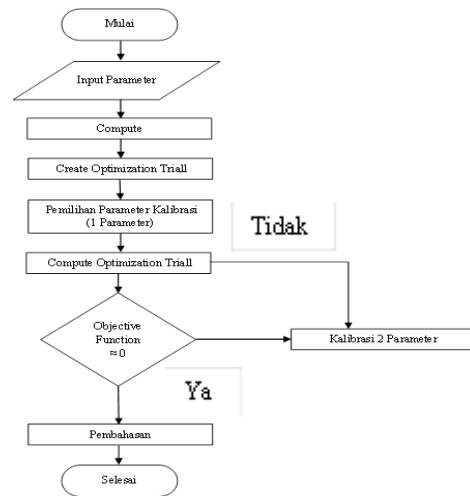 Mulai
Input Parameter
Compute
Create Optimization Triall
Pemilihan Parameter Kalibrasi
(1 Parameter)
Tidak
Compute Optimization Triall
Objective
Function
≈ 0
Kalibrasi 2 Parameter
Ya
Pembahasan
Selesai